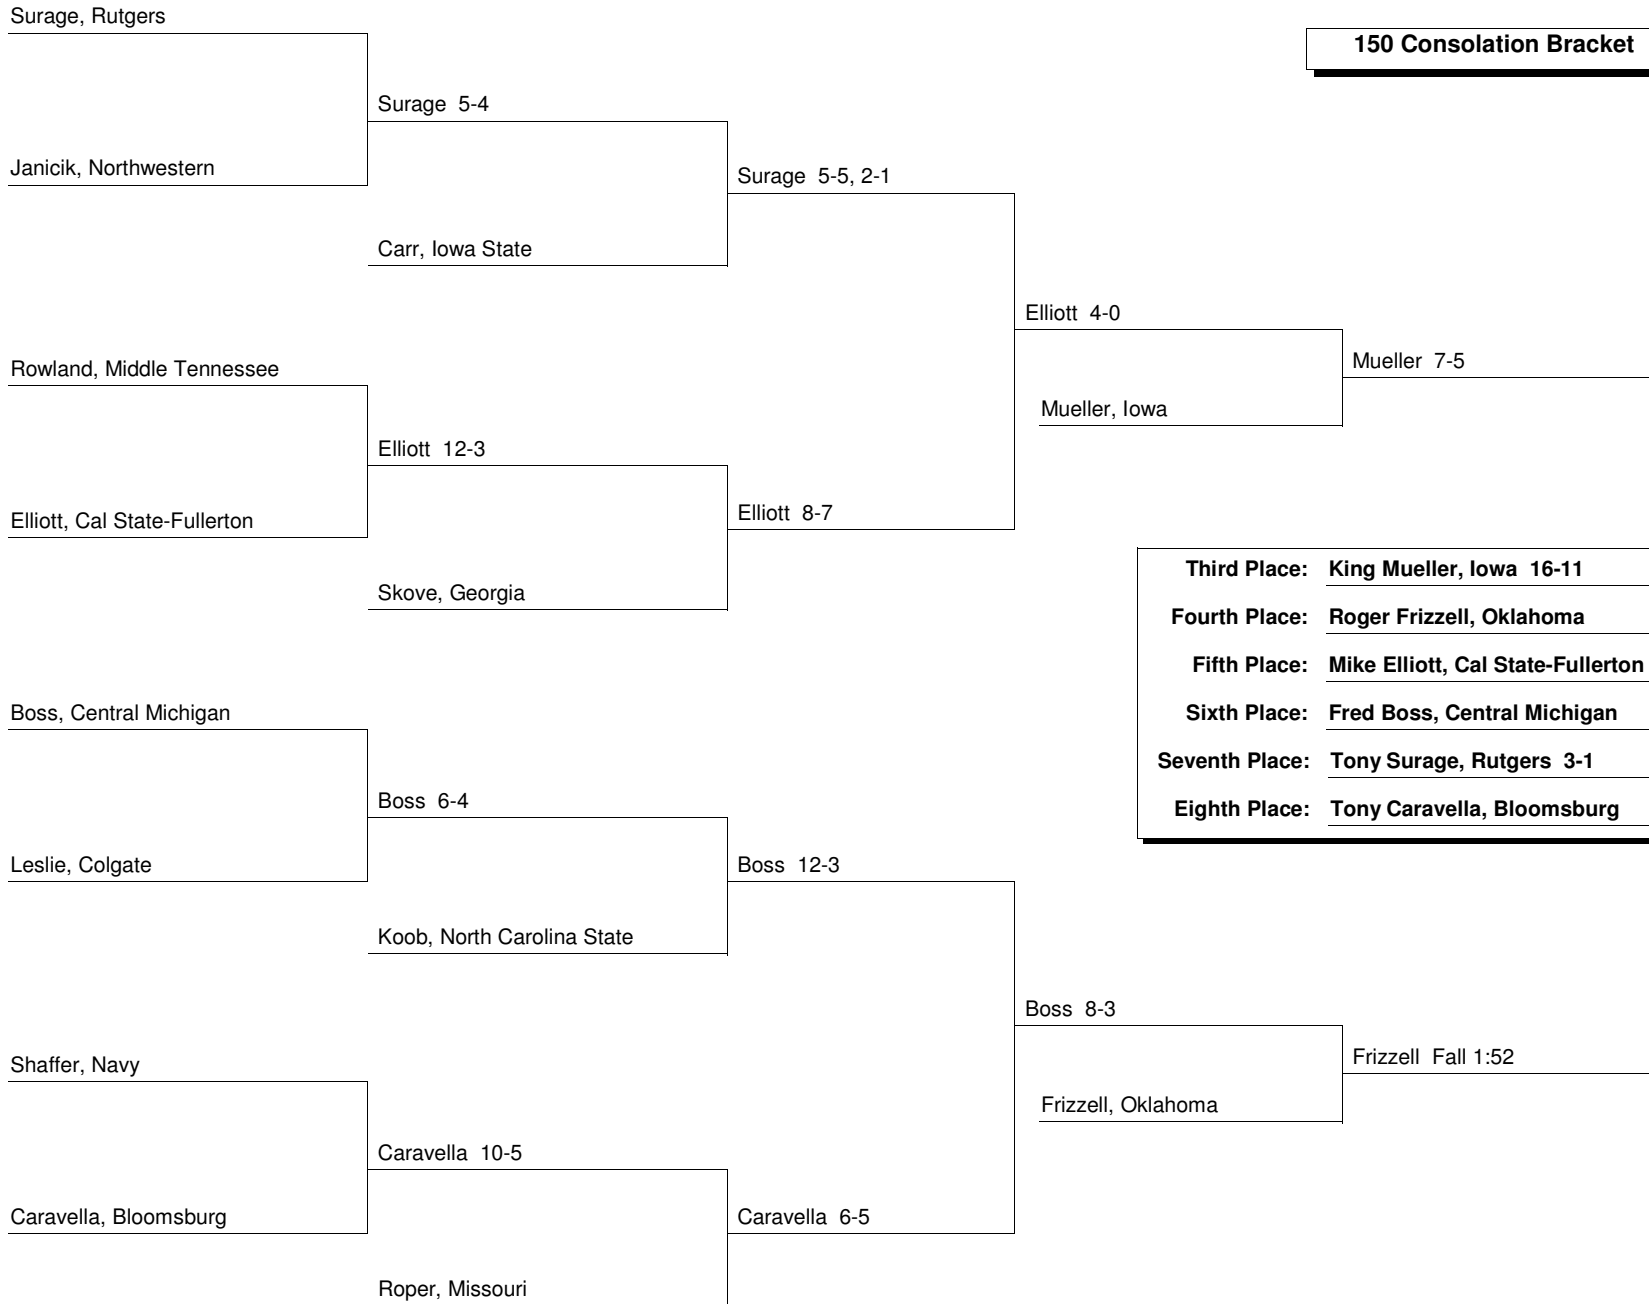 Surage, Rutgers
150 Consolation Bracket
Surage 5-4
Janicik, Northwestern
Surage 5-5, 2-1
Carr, Iowa State
Elliott 4-0
Rowland, Middle Tennessee
Mueller 7-5
Mueller, Iowa
Elliott 12-3
Elliott, Cal State-Fullerton
Elliott 8-7
Skove, Georgia
Third Place: King Mueller, Iowa 16-11
Fourth Place: Roger Frizzell, Oklahoma
Fifth Place: Mike Elliott, Cal State-Fullerton
Sixth Place: Fred Boss, Central Michigan
Seventh Place: Tony Surage, Rutgers 3-1
Eighth Place: Tony Caravella, Bloomsburg
Boss, Central Michigan
Boss 6-4
Leslie, Colgate
Boss 12-3
Koob, North Carolina State
Boss 8-3
Shaffer, Navy
Frizzell Fall 1:52
Frizzell, Oklahoma
Caravella 10-5
Caravella, Bloomsburg
Caravella 6-5
Roper, Missouri